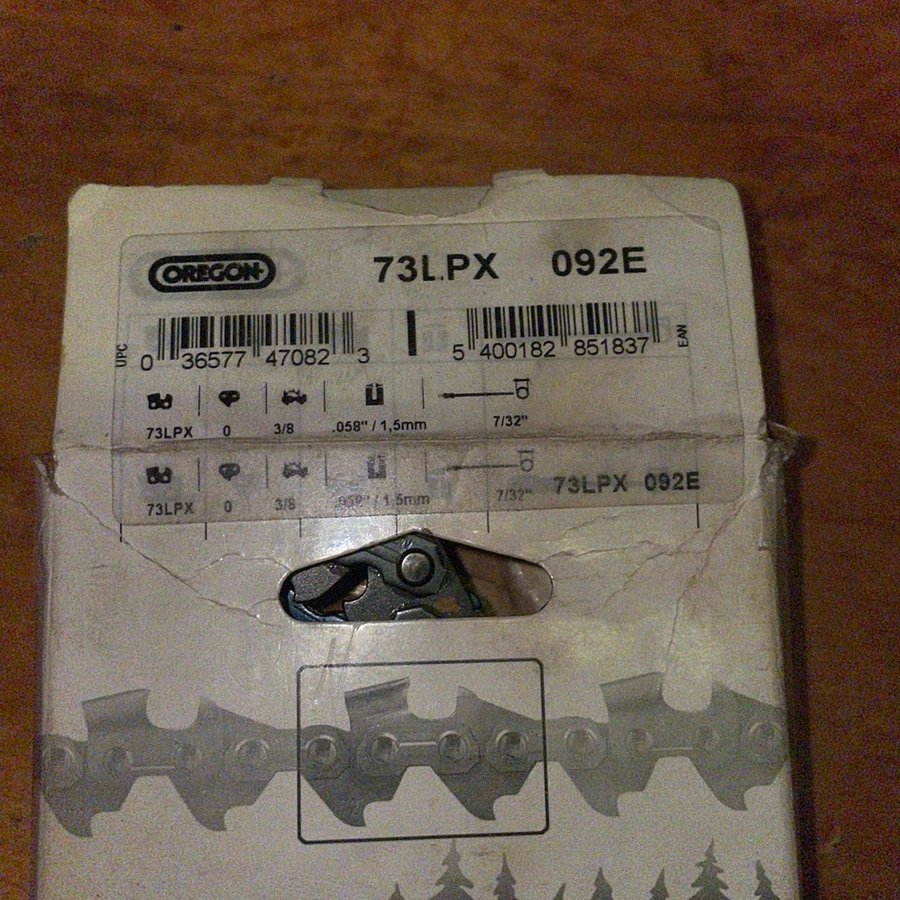 OREGON 73LPX 092E
UPC 0 36577 47082 3 5 400182 851837 EAN
73LPX 0 3/8 .058" / 1,5mm 7/32"
73LPX 0 3/8 .058" / 1,5mm 7/32" 73LPX 092E